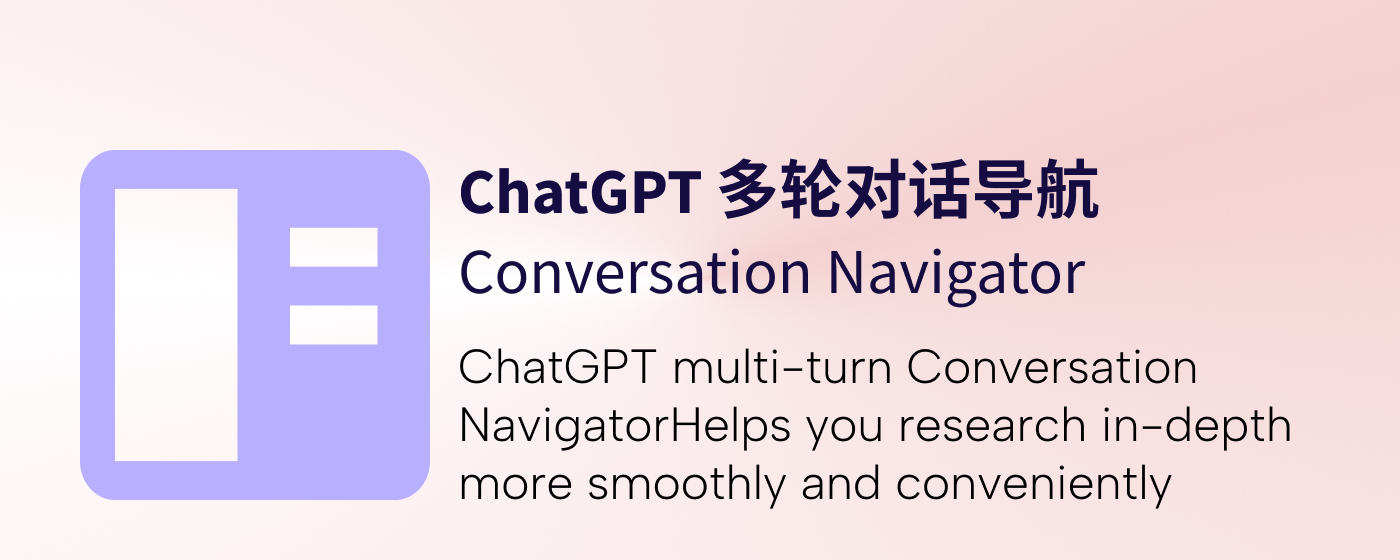 ChatGPT 多轮对话导航
Conversation Navigator
ChatGPT multi-turn Conversation
NavigatorHelps you research in-depth
more smoothly and conveniently